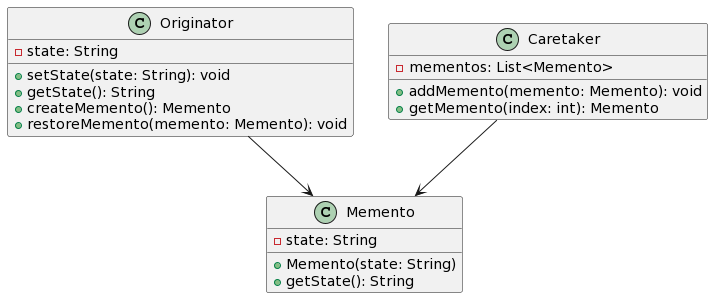 C Originator
state: String
setState(state: String): void
getState(): String
createMemento(): Memento
restoreMemento(memento: Memento): void
C Caretaker
mementos: List<Memento>
addMemento(memento: Memento): void
getMemento(index: int): Memento
C Memento
state: String
Memento(state: String)
getState(): String